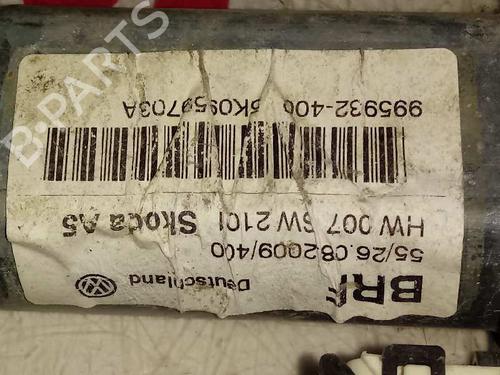 995932-400 5K0959703A
HW 007 SW 2101 Skoda A5
55/26.082009/400
BRF Deutschland
B-PARTS